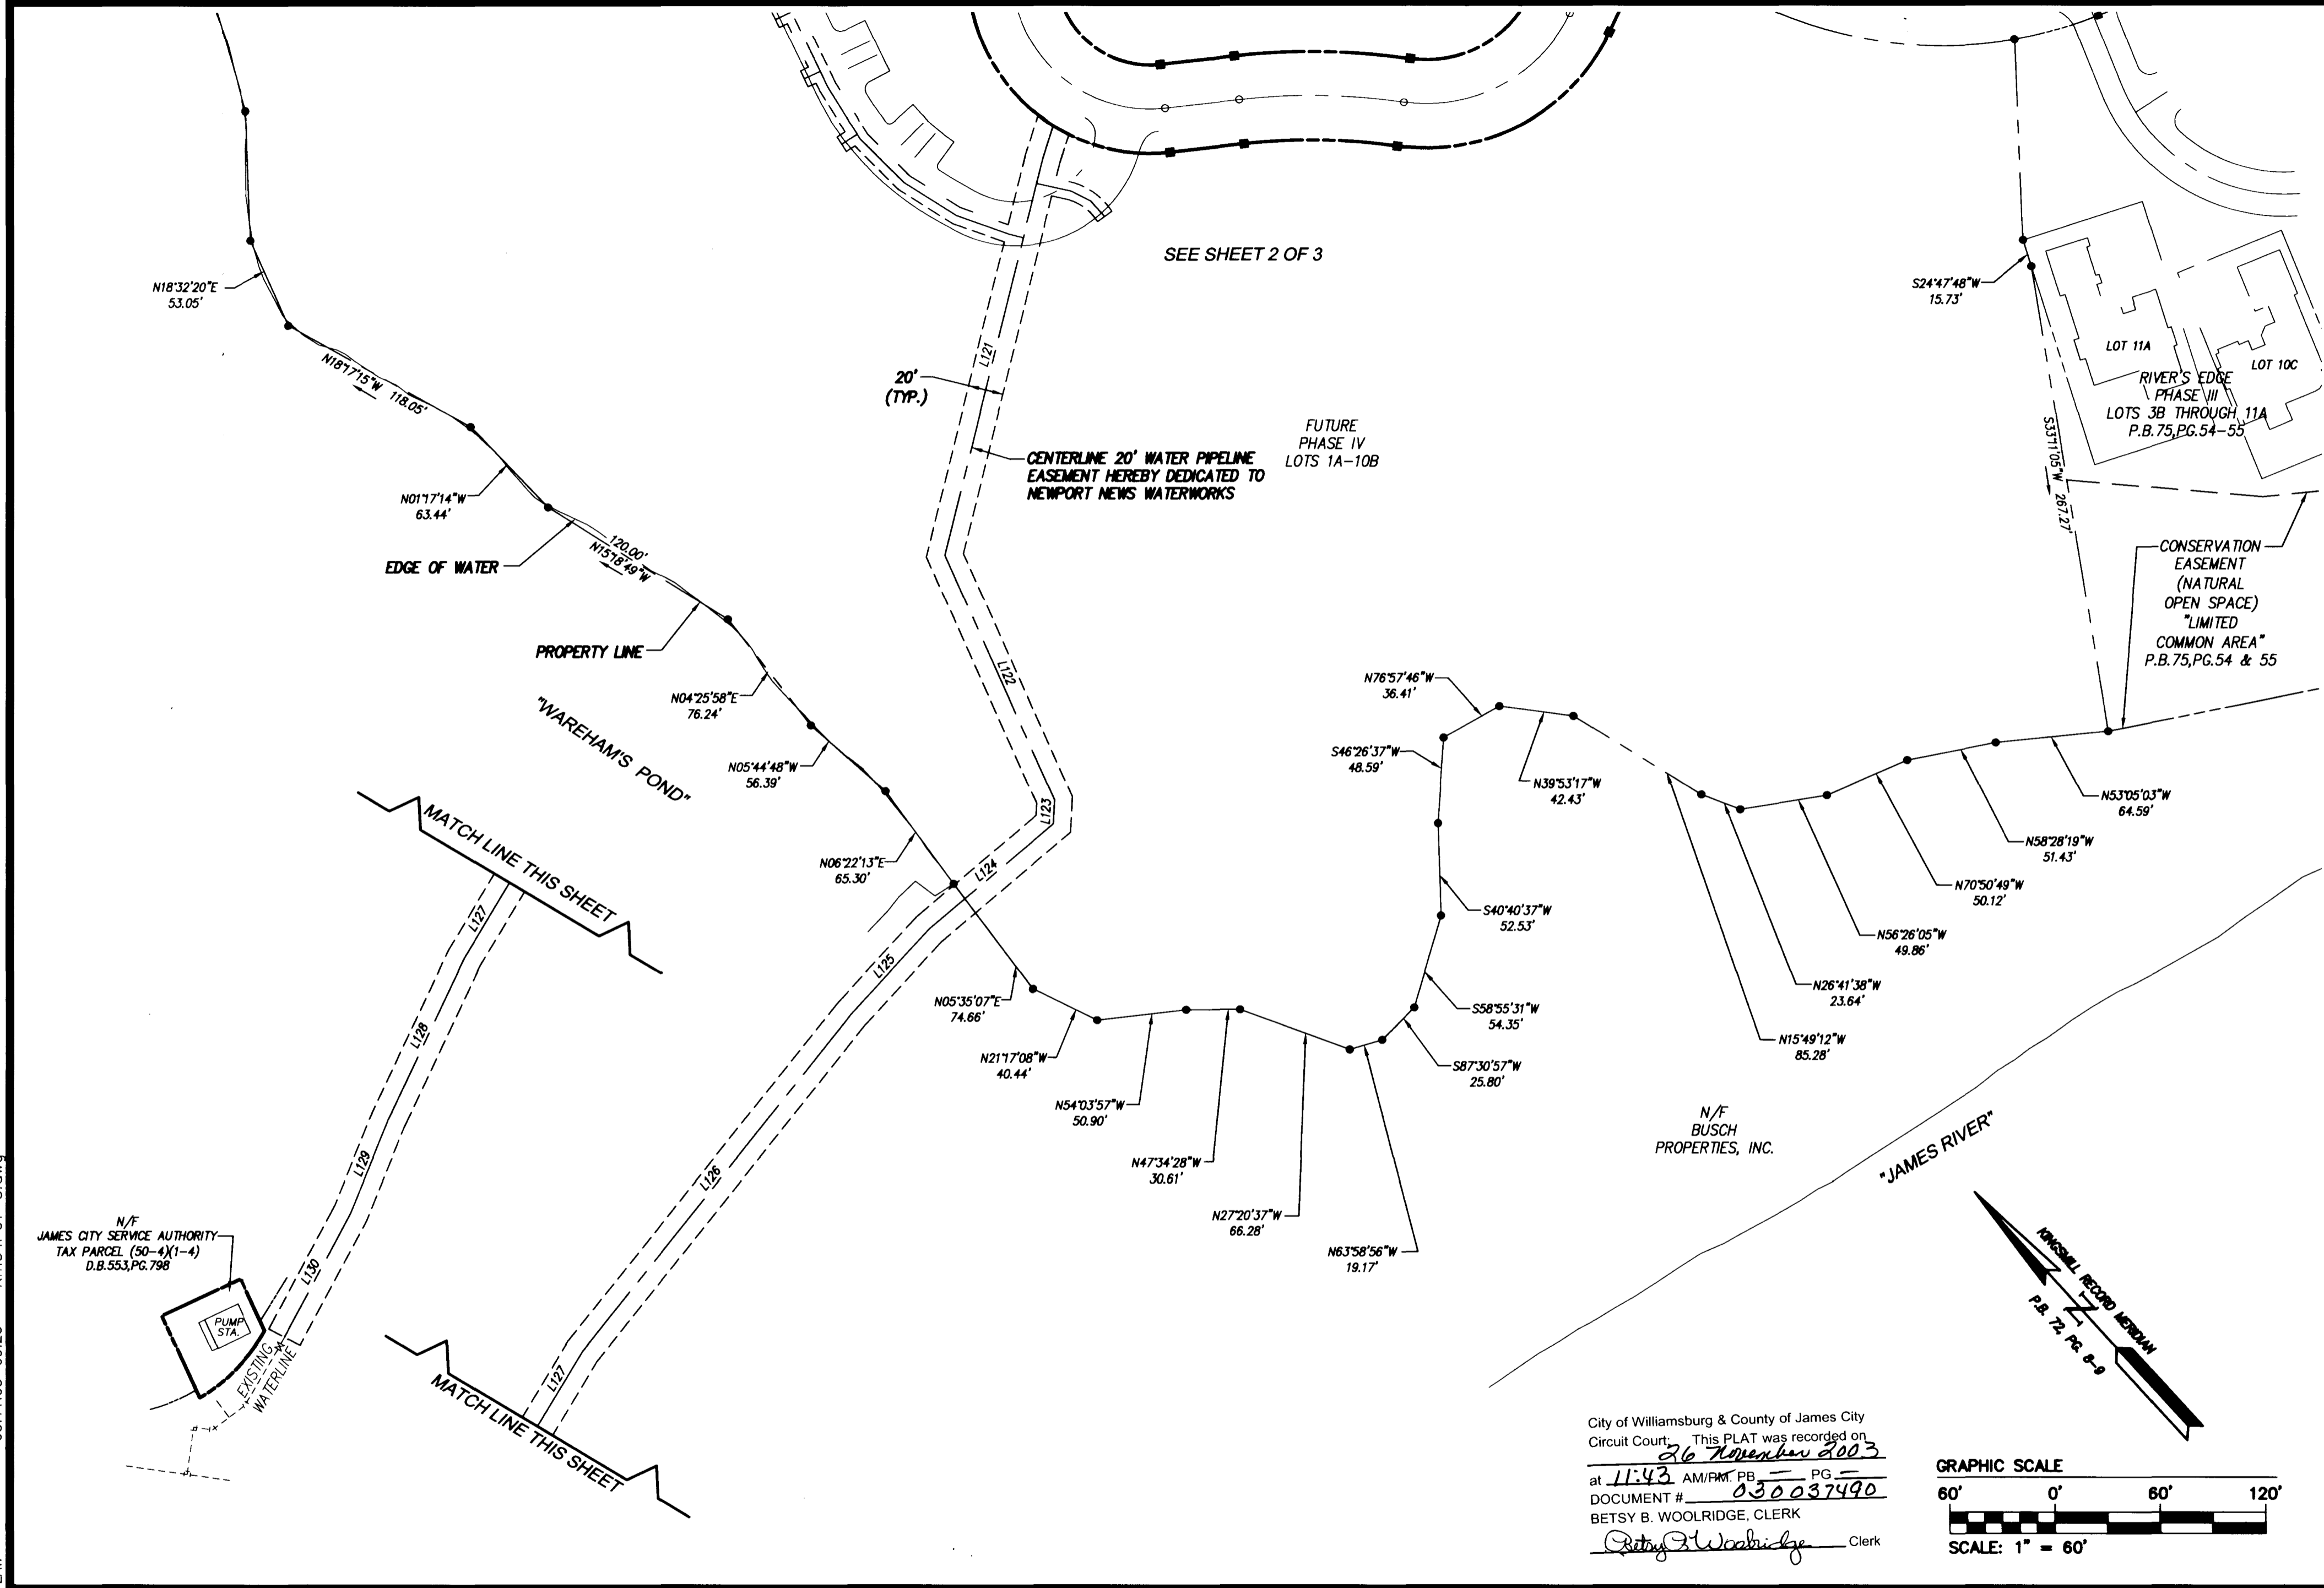 SEE SHEET 2 OF 3
N18°32'20"E
53.05'
N18°17'15"W 118.05'
N01°17'14"W
63.44'
EDGE OF WATER
120.00'
N15°18'49"W
PROPERTY LINE
N04°25'58"E
76.24'
"WAREHAM'S POND"
N05°44'48"W
56.39'
N06°22'13"E
65.30'
20'
(TYP.)
L121
CENTERLINE 20' WATER PIPELINE
EASEMENT HEREBY DEDICATED TO
NEWPORT NEWS WATERWORKS
FUTURE
PHASE IV
LOTS 1A-10B
L122
L123
L124
L125
L126
L127
S24°47'48"W
15.73'
LOT 11A
LOT 10C
RIVER'S EDGE
PHASE III
LOTS 3B THROUGH 11A
P.B.75,PG.54-55
S33°11'05"W 267.27'
CONSERVATION
EASEMENT
(NATURAL
OPEN SPACE)
"LIMITED
COMMON AREA"
P.B.75,PG.54 & 55
N76°57'46"W
36.41'
S46°26'37"W
48.59'
N39°53'17"W
42.43'
S40°40'37"W
52.53'
S58°55'31"W
54.35'
S87°30'57"W
25.80'
N53°05'03"W
64.59'
N58°28'19"W
51.43'
N70°50'49"W
50.12'
N56°26'05"W
49.86'
N26°41'38"W
23.64'
N15°49'12"W
85.28'
N05°35'07"E
74.66'
N21°17'08"W
40.44'
N54°03'57"W
50.90'
N47°34'28"W
30.61'
N27°20'37"W
66.28'
N63°58'56"W
19.17'
MATCH LINE THIS SHEET
L127
L128
L129
L130
N/F
JAMES CITY SERVICE AUTHORITY
TAX PARCEL (50-4)(1-4)
D.B.553,PG.798
PUMP
STA.
EXISTING
WATERLINE
MATCH LINE THIS SHEET
N/F
BUSCH
PROPERTIES, INC.
"JAMES RIVER"
KINGSMILL RECORD MERIDIAN
N
P.B. 72, PG. 8-9
City of Williamsburg & County of James City
Circuit Court: This PLAT was recorded on
26 November 2003
at 11:43 AM/PM. PB — PG —
DOCUMENT # 030037490
BETSY B. WOOLRIDGE, CLERK
Betsy B Woolridge Clerk
GRAPHIC SCALE
60' 0' 60' 120'
SCALE: 1" = 60'